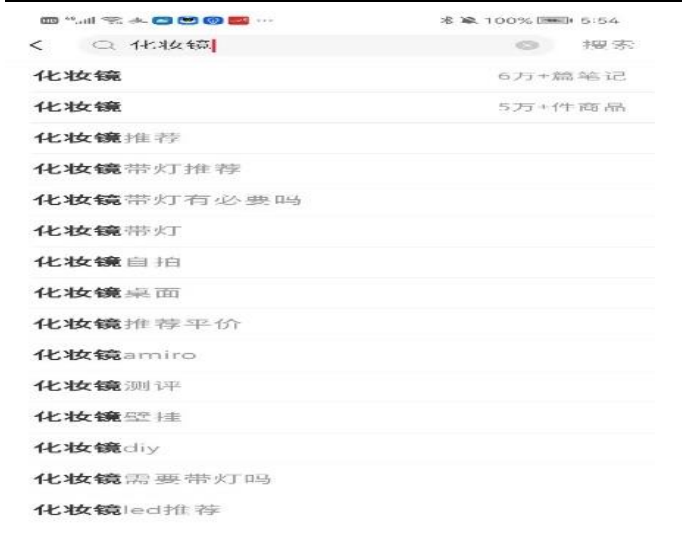 100% 5:54
< 化妆镜 搜索
化妆镜 6万+篇笔记
化妆镜 5万+件商品
化妆镜推荐
化妆镜带灯推荐
化妆镜带灯有必要吗
化妆镜带灯
化妆镜自拍
化妆镜桌面
化妆镜推荐平价
化妆镜amiro
化妆镜测评
化妆镜壁挂
化妆镜diy
化妆镜需要带灯吗
化妆镜led推荐